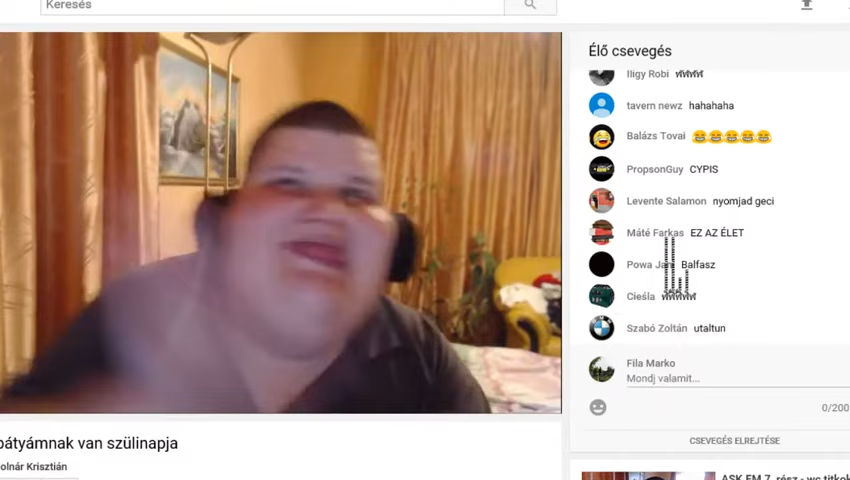 Keresés
Élő csevegés
Iligy Robi
tavern newz hahahaha
Balázs Tovai 😂😂😂😂😂
PropsonGuy CYPIS
Levente Salamon nyomjad geci
Máté Farkas EZ AZ ÉLET
Powa Balfasz
Cieśla
Szabó Zoltán utaltun
Fila Marko
Mondj valamit...
0/200
CSEVEGÉS ELREJTÉSE
bátyámnak van szülinapja
olnár Krisztián
ASK.FM 7. rész - wc titkok